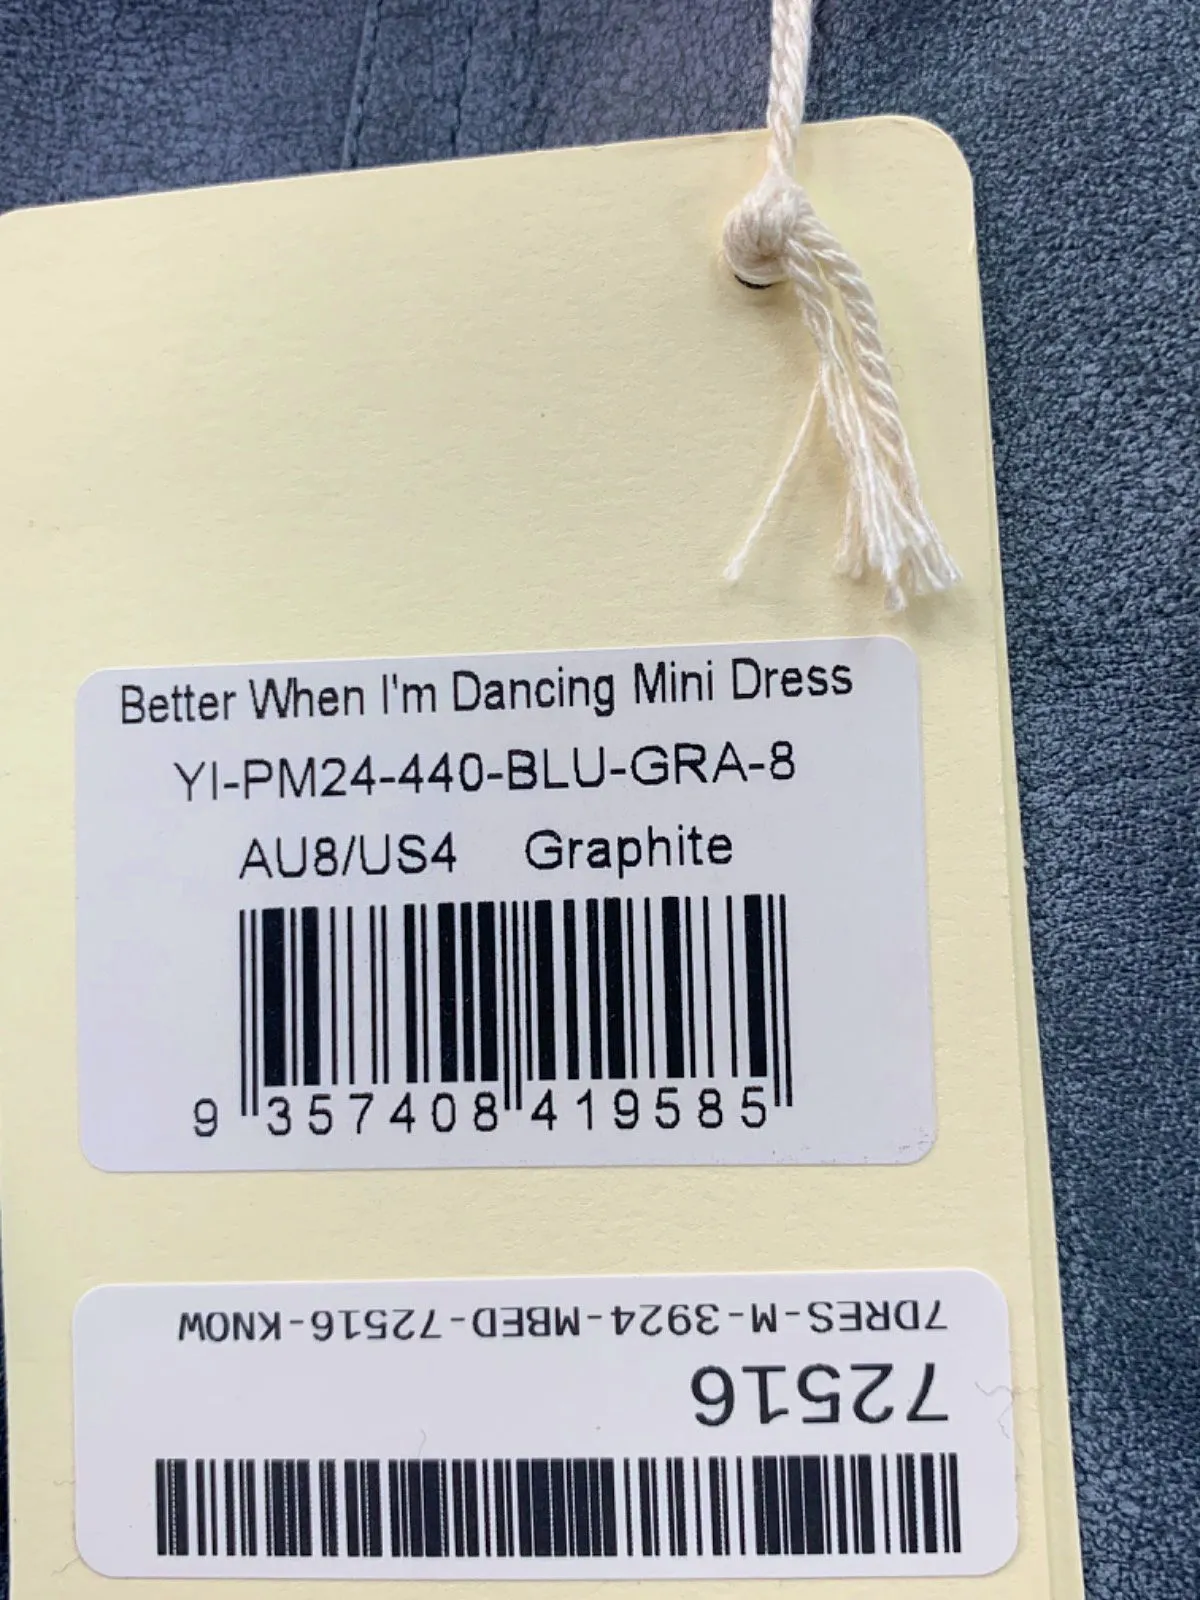 Better When I'm Dancing Mini Dress
YI-PM24-440-BLU-GRA-8
AU8/US4 Graphite
9 357408 419585
7DRES-M-3924-MBED-72516-KNOW
72516